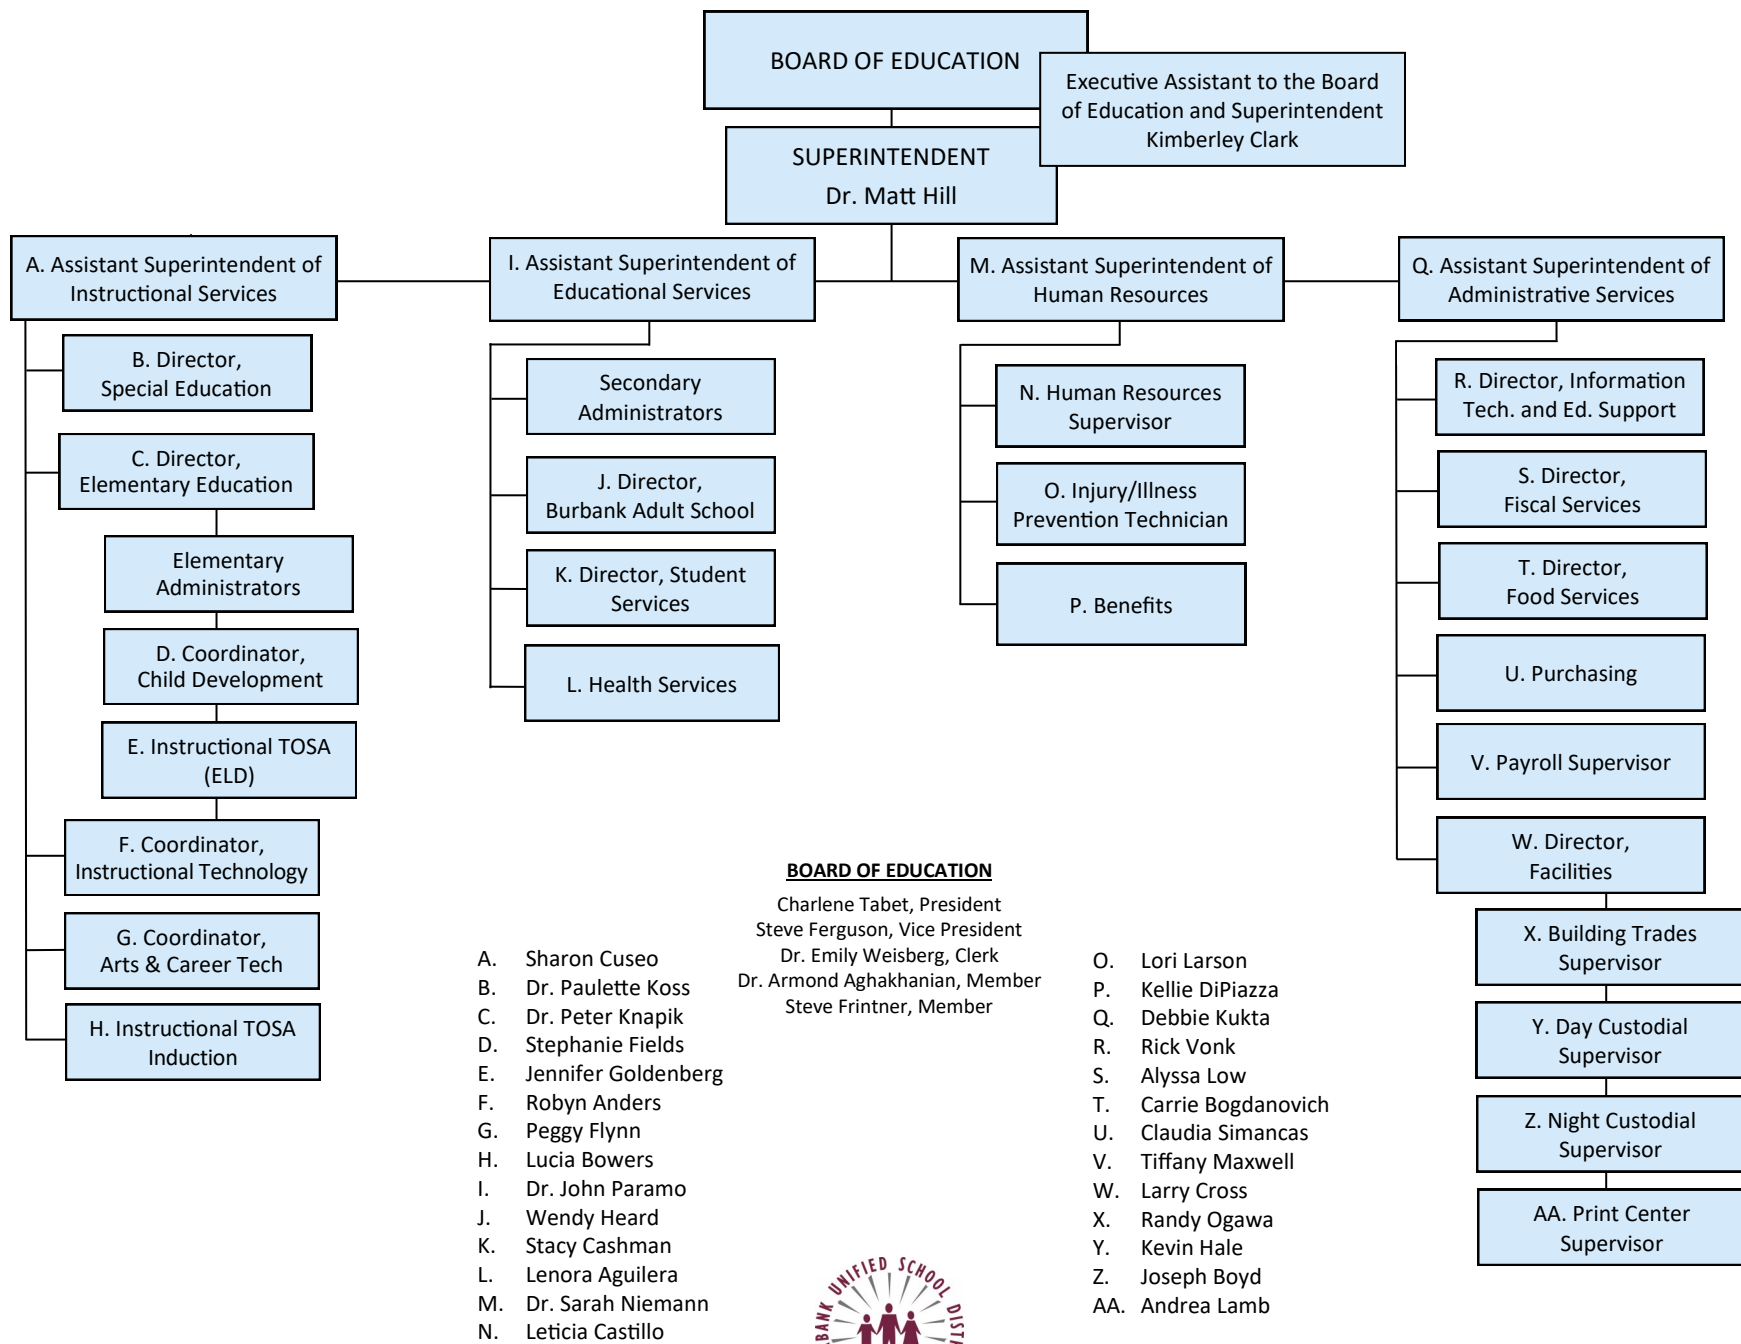 BOARD OF EDUCATION
Executive Assistant to the Board
of Education and Superintendent
Kimberley Clark
SUPERINTENDENT
Dr. Matt Hill
A. Assistant Superintendent of
Instructional Services
B. Director,
Special Education
C. Director,
Elementary Education
Elementary
Administrators
D. Coordinator,
Child Development
E. Instructional TOSA
(ELD)
F. Coordinator,
Instructional Technology
G. Coordinator,
Arts & Career Tech
H. Instructional TOSA
Induction
I. Assistant Superintendent of
Educational Services
Secondary
Administrators
J. Director,
Burbank Adult School
K. Director, Student
Services
L. Health Services
M. Assistant Superintendent of
Human Resources
N. Human Resources
Supervisor
O. Injury/Illness
Prevention Technician
P. Benefits
Q. Assistant Superintendent of
Administrative Services
R. Director, Information
Tech. and Ed. Support
S. Director,
Fiscal Services
T. Director,
Food Services
U. Purchasing
V. Payroll Supervisor
W. Director,
Facilities
X. Building Trades
Supervisor
Y. Day Custodial
Supervisor
Z. Night Custodial
Supervisor
AA. Print Center
Supervisor
BOARD OF EDUCATION
Charlene Tabet, President
Steve Ferguson, Vice President
Dr. Emily Weisberg, Clerk
Dr. Armond Aghakhanian, Member
Steve Frintner, Member
A. Sharon Cuseo
B. Dr. Paulette Koss
C. Dr. Peter Knapik
D. Stephanie Fields
E. Jennifer Goldenberg
F. Robyn Anders
G. Peggy Flynn
H. Lucia Bowers
I. Dr. John Paramo
J. Wendy Heard
K. Stacy Cashman
L. Lenora Aguilera
M. Dr. Sarah Niemann
N. Leticia Castillo
O. Lori Larson
P. Kellie DiPiazza
Q. Debbie Kukta
R. Rick Vonk
S. Alyssa Low
T. Carrie Bogdanovich
U. Claudia Simancas
V. Tiffany Maxwell
W. Larry Cross
X. Randy Ogawa
Y. Kevin Hale
Z. Joseph Boyd
AA. Andrea Lamb
BANK UNIFIED SCHOOL DISTA